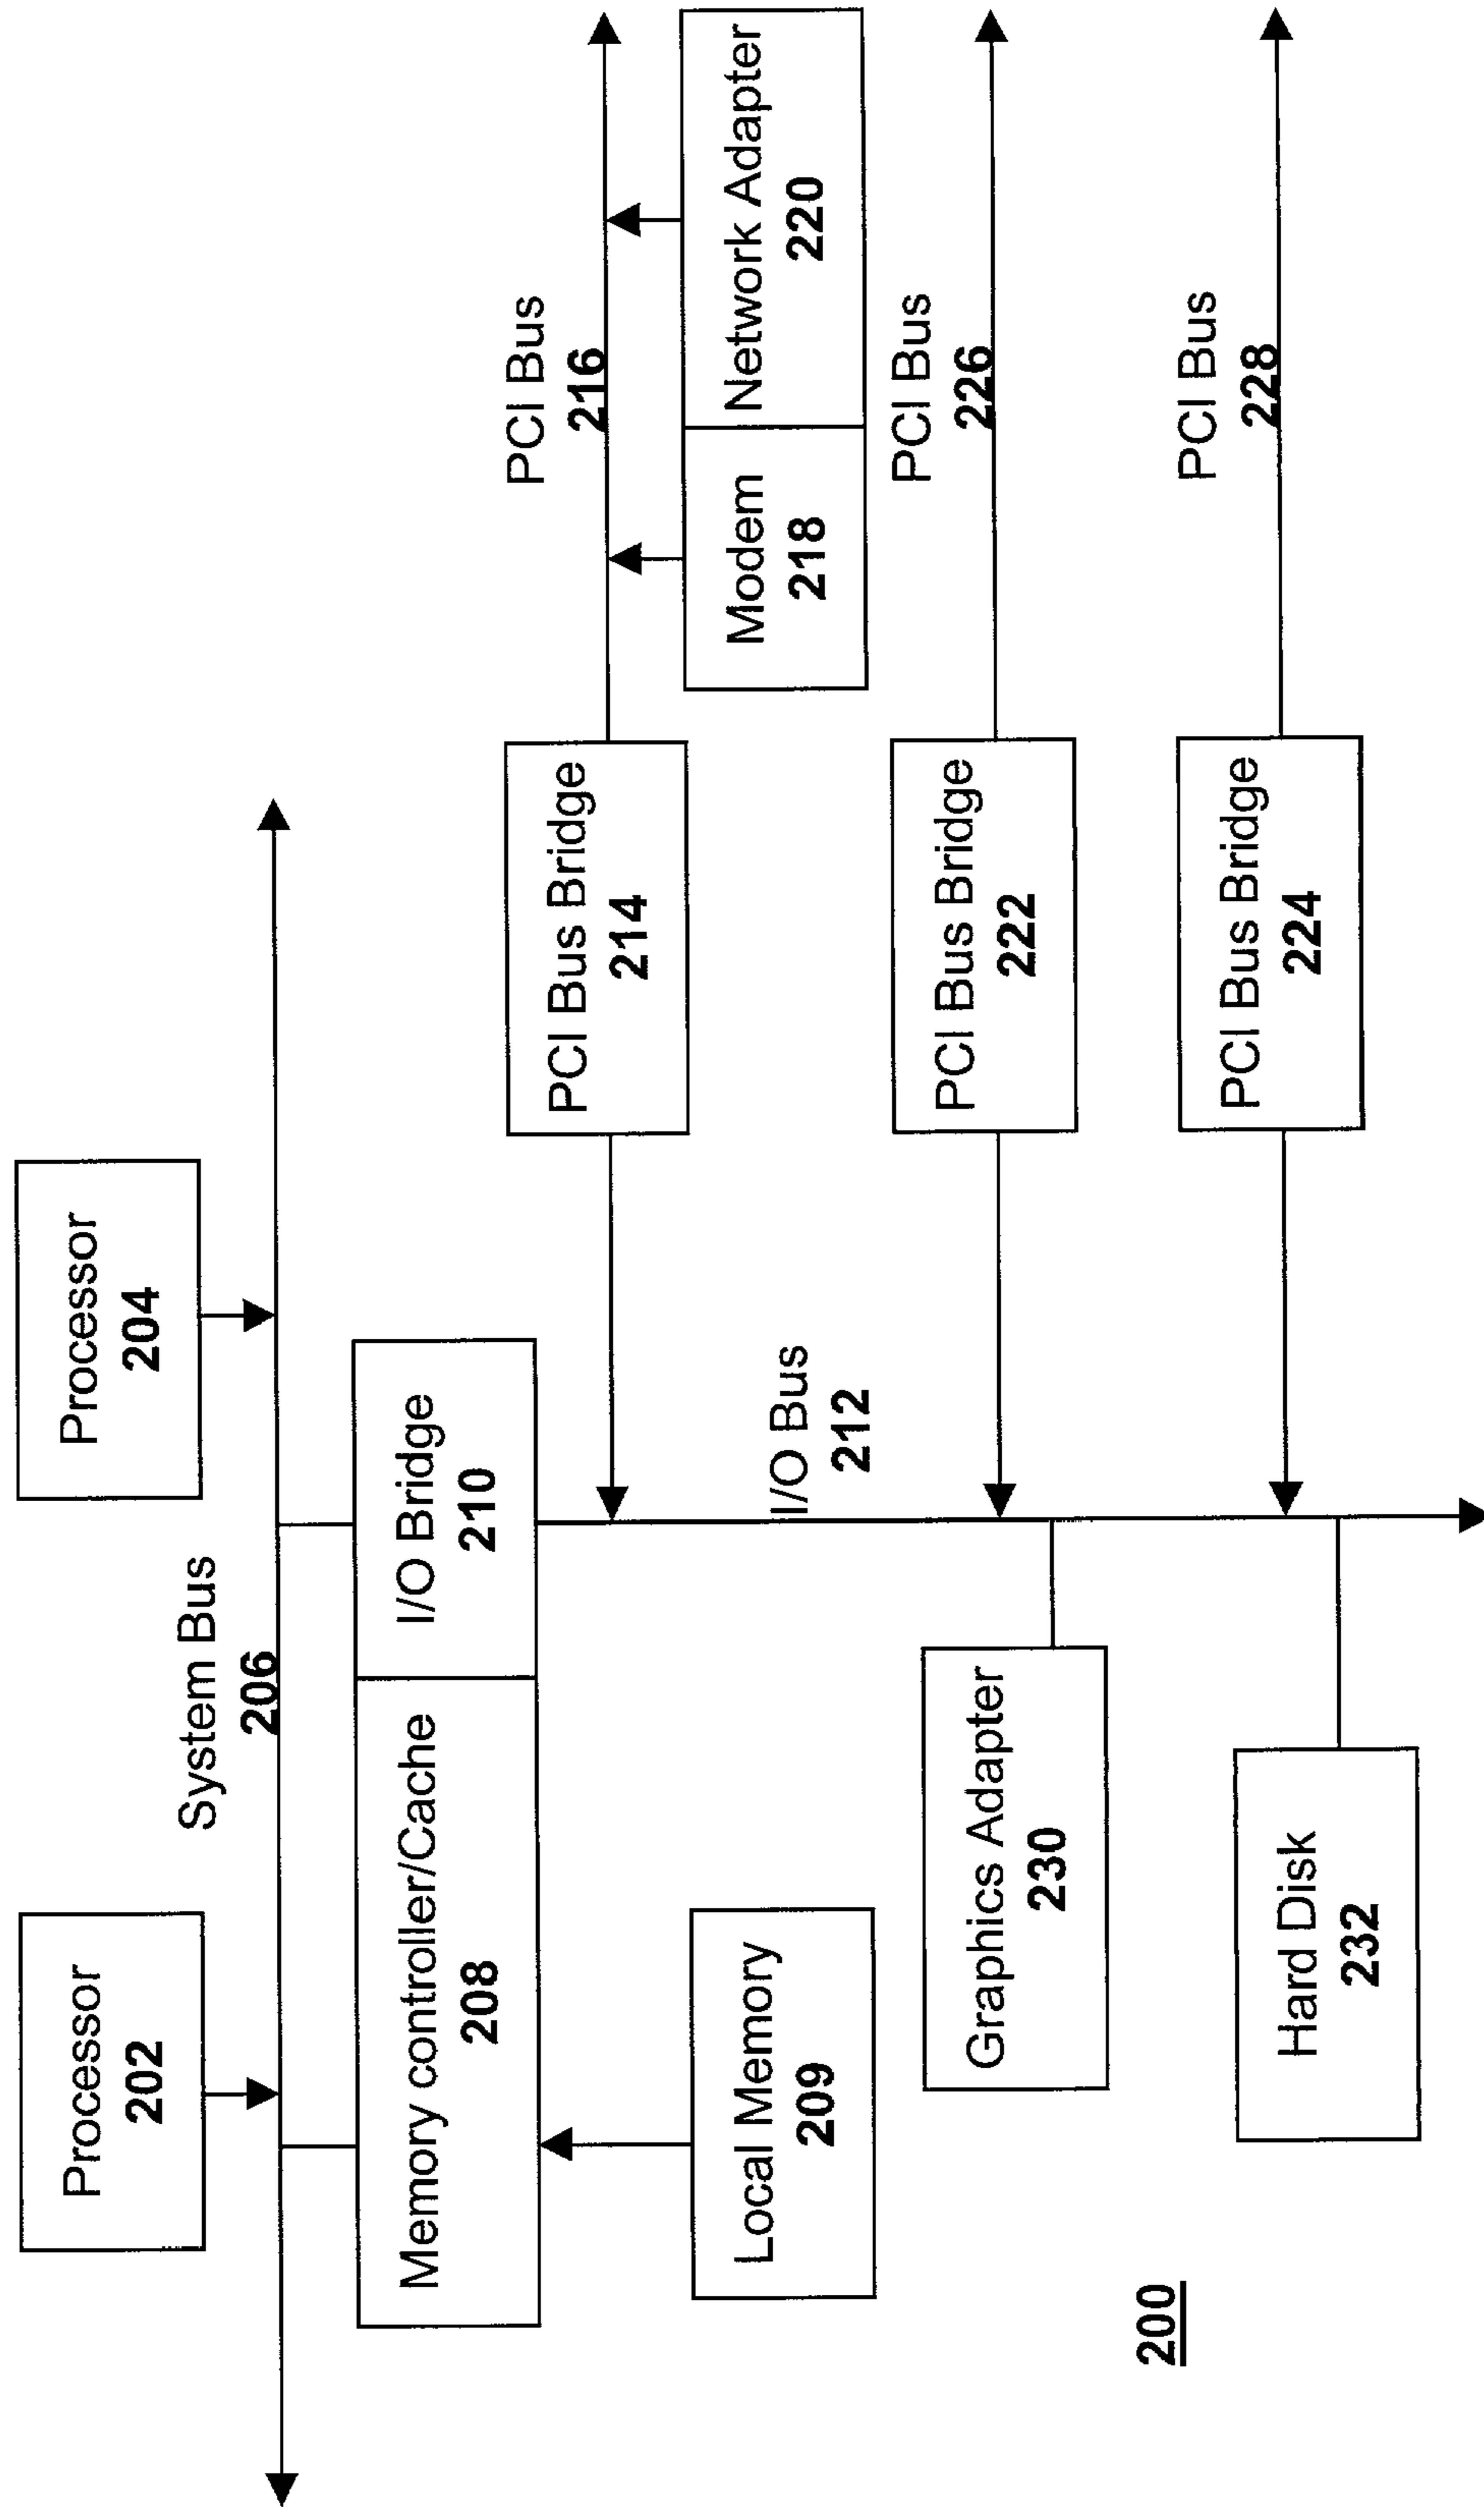 Processor
202
Processor
204
System Bus
206
Memory controller/Cache
208
I/O Bridge
210
Local Memory
209
PCI Bus Bridge
214
PCI Bus
216
Modem
218
Network Adapter
220
I/O Bus
212
Graphics Adapter
230
PCI Bus Bridge
222
PCI Bus
226
Hard Disk
232
PCI Bus Bridge
224
PCI Bus
228
200